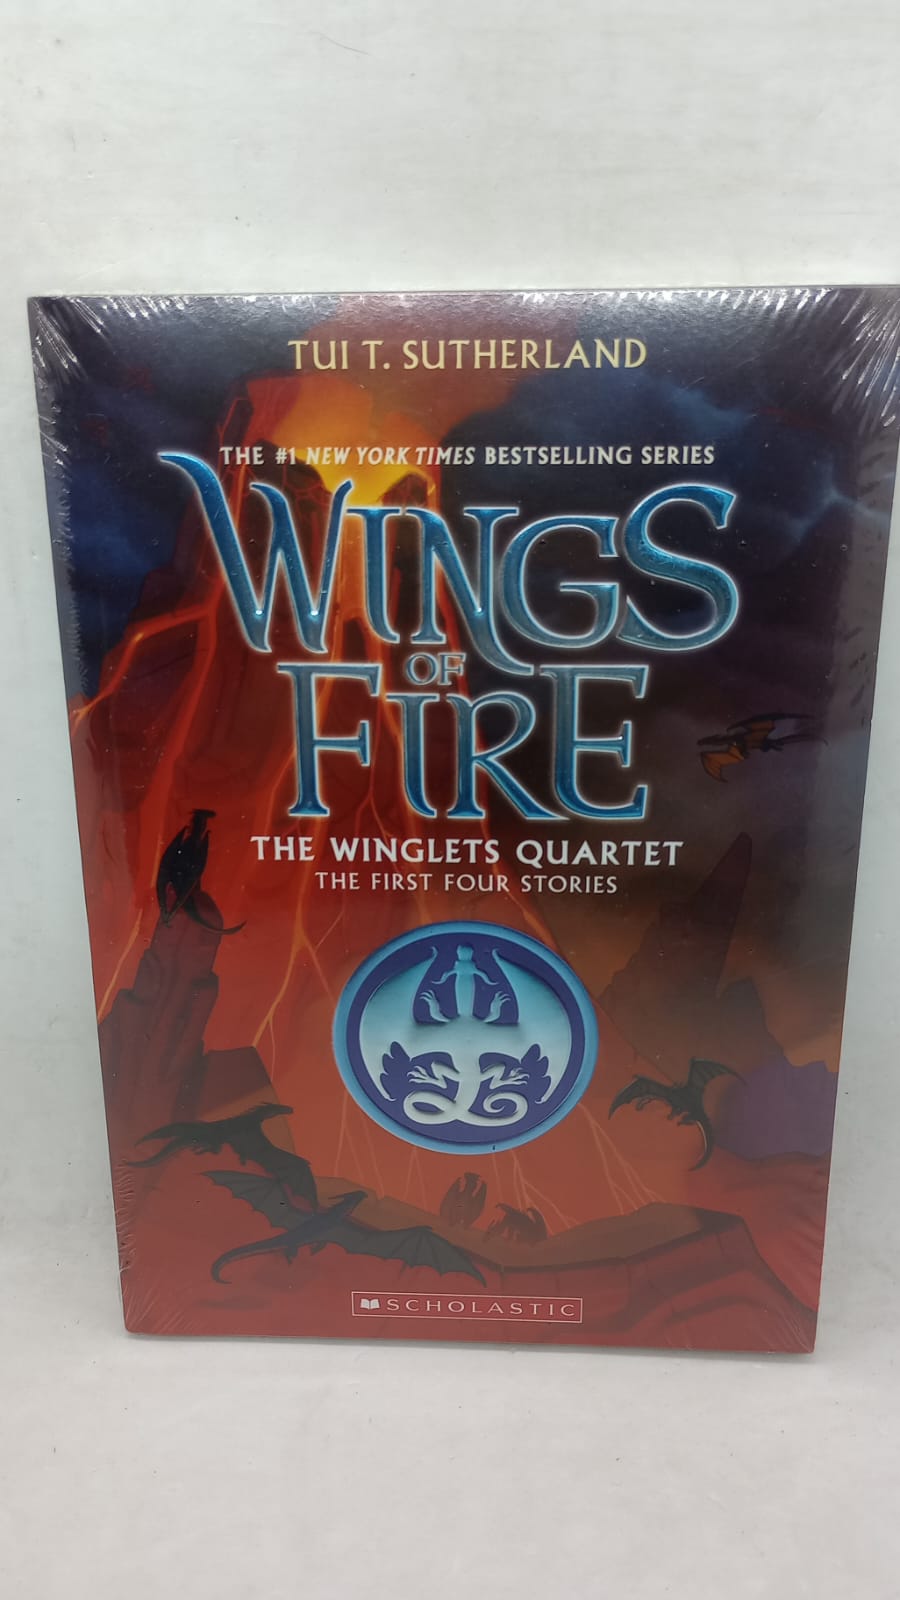 TUI T. SUTHERLAND
THE #1 NEW YORK TIMES BESTSELLING SERIES
WINGS
OF
FIRE
THE WINGLETS QUARTET
THE FIRST FOUR STORIES
SCHOLASTIC